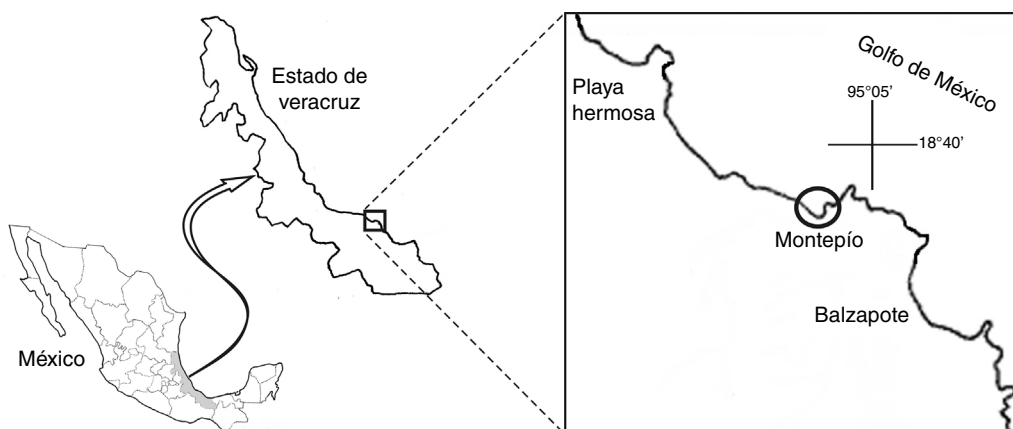 Estado de
veracruz
México
Playa
hermosa
Golfo de México
95°05'
18°40'
Montepío
Balzapote